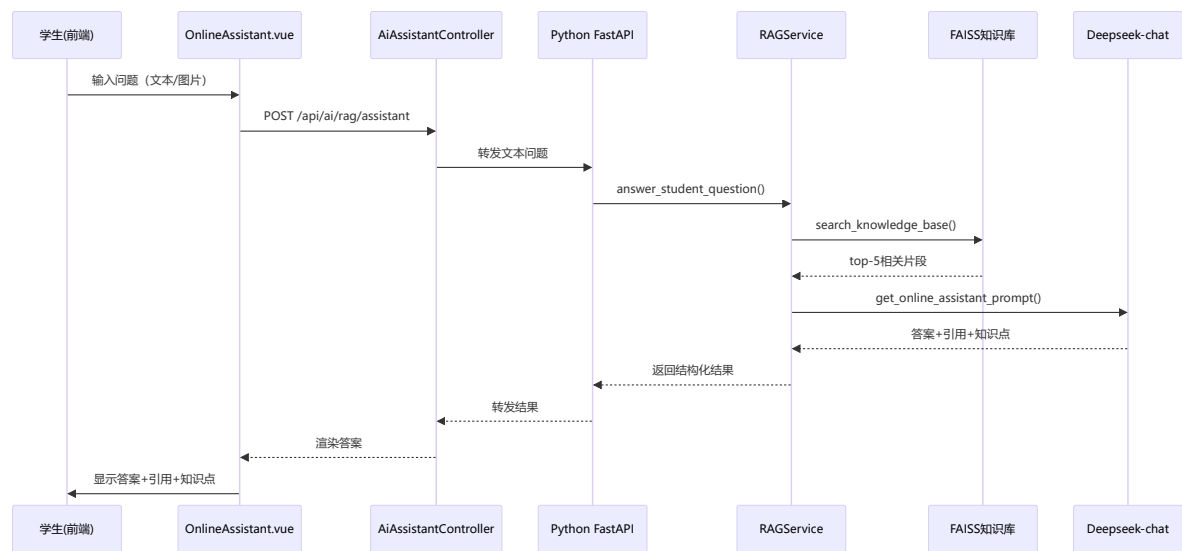 学生(前端)
OnlineAssistant.vue
AiAssistantController
Python FastAPI
RAGService
FAISS知识库
Deepseek-chat
输入问题（文本/图片）
POST /api/ai/rag/assistant
转发文本问题
answer_student_question()
search_knowledge_base()
top-5相关片段
get_online_assistant_prompt()
答案+引用+知识点
返回结构化结果
转发结果
渲染答案
显示答案+引用+知识点
学生(前端)
OnlineAssistant.vue
AiAssistantController
Python FastAPI
RAGService
FAISS知识库
Deepseek-chat